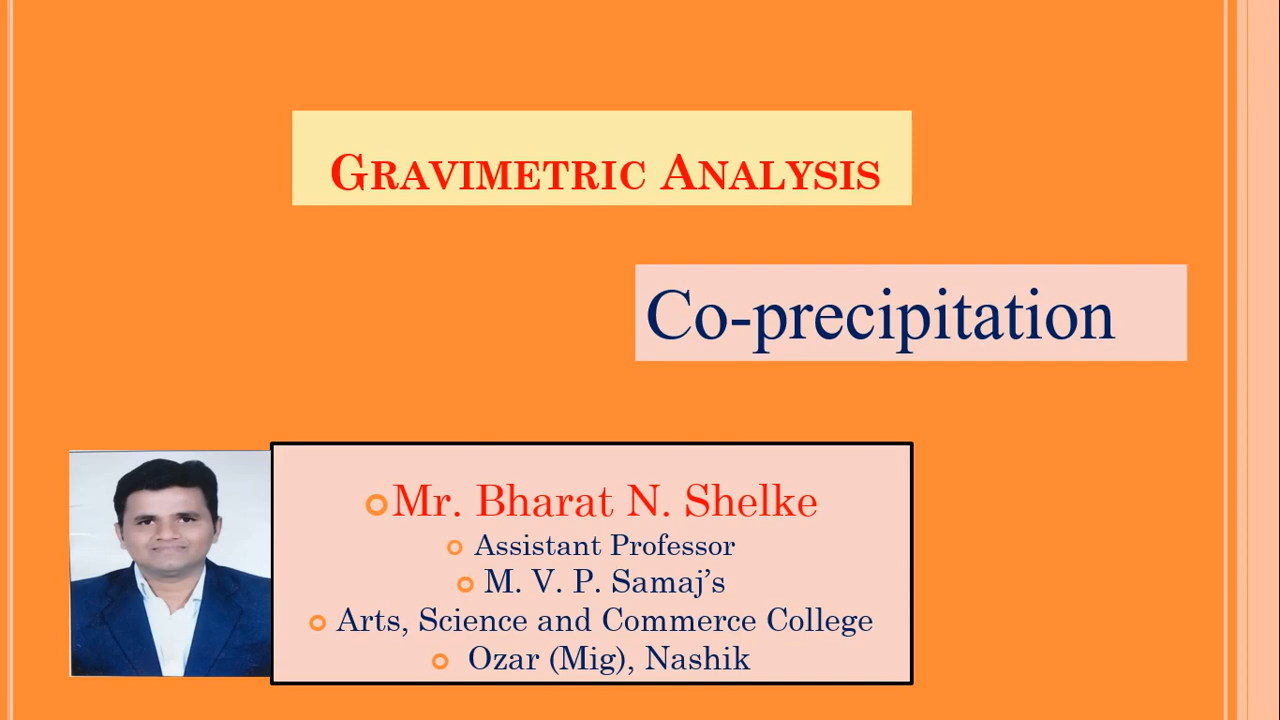 GRAVIMETRIC ANALYSIS
Co-precipitation
Mr. Bharat N. Shelke
Assistant Professor
M. V. P. Samaj’s
Arts, Science and Commerce College
Ozar (Mig), Nashik